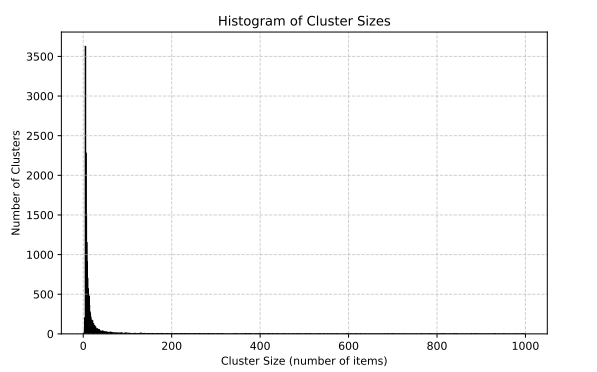 Histogram of Cluster Sizes
3500
3000
2500
2000
1500
1000
500
0
Number of Clusters
0 200 400 600 800 1000
Cluster Size (number of items)